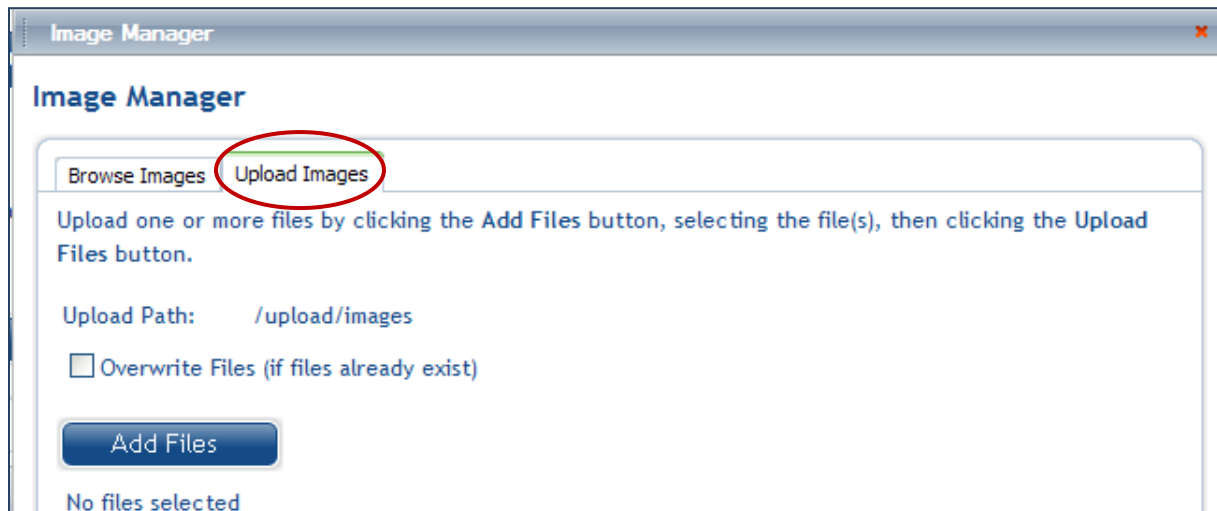 Image Manager
Image Manager
Browse Images Upload Images
Upload one or more files by clicking the Add Files button, selecting the file(s), then clicking the Upload
Files button.
Upload Path: /upload/images
Overwrite Files (if files already exist)
Add Files
No files selected